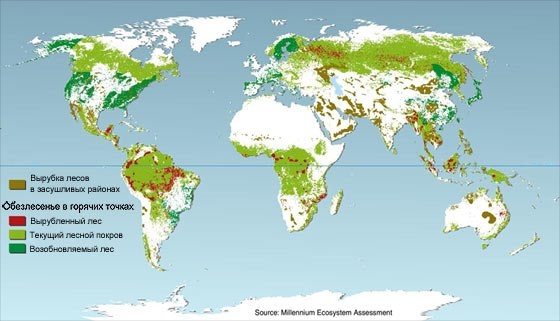 Вырубка лесов
в засушливых районах
Обезлесенье в горячих точках
Вырубленный лес
Текущий лесной покров
Возобновляемый лес
Source: Millennium Ecosystem Assessment